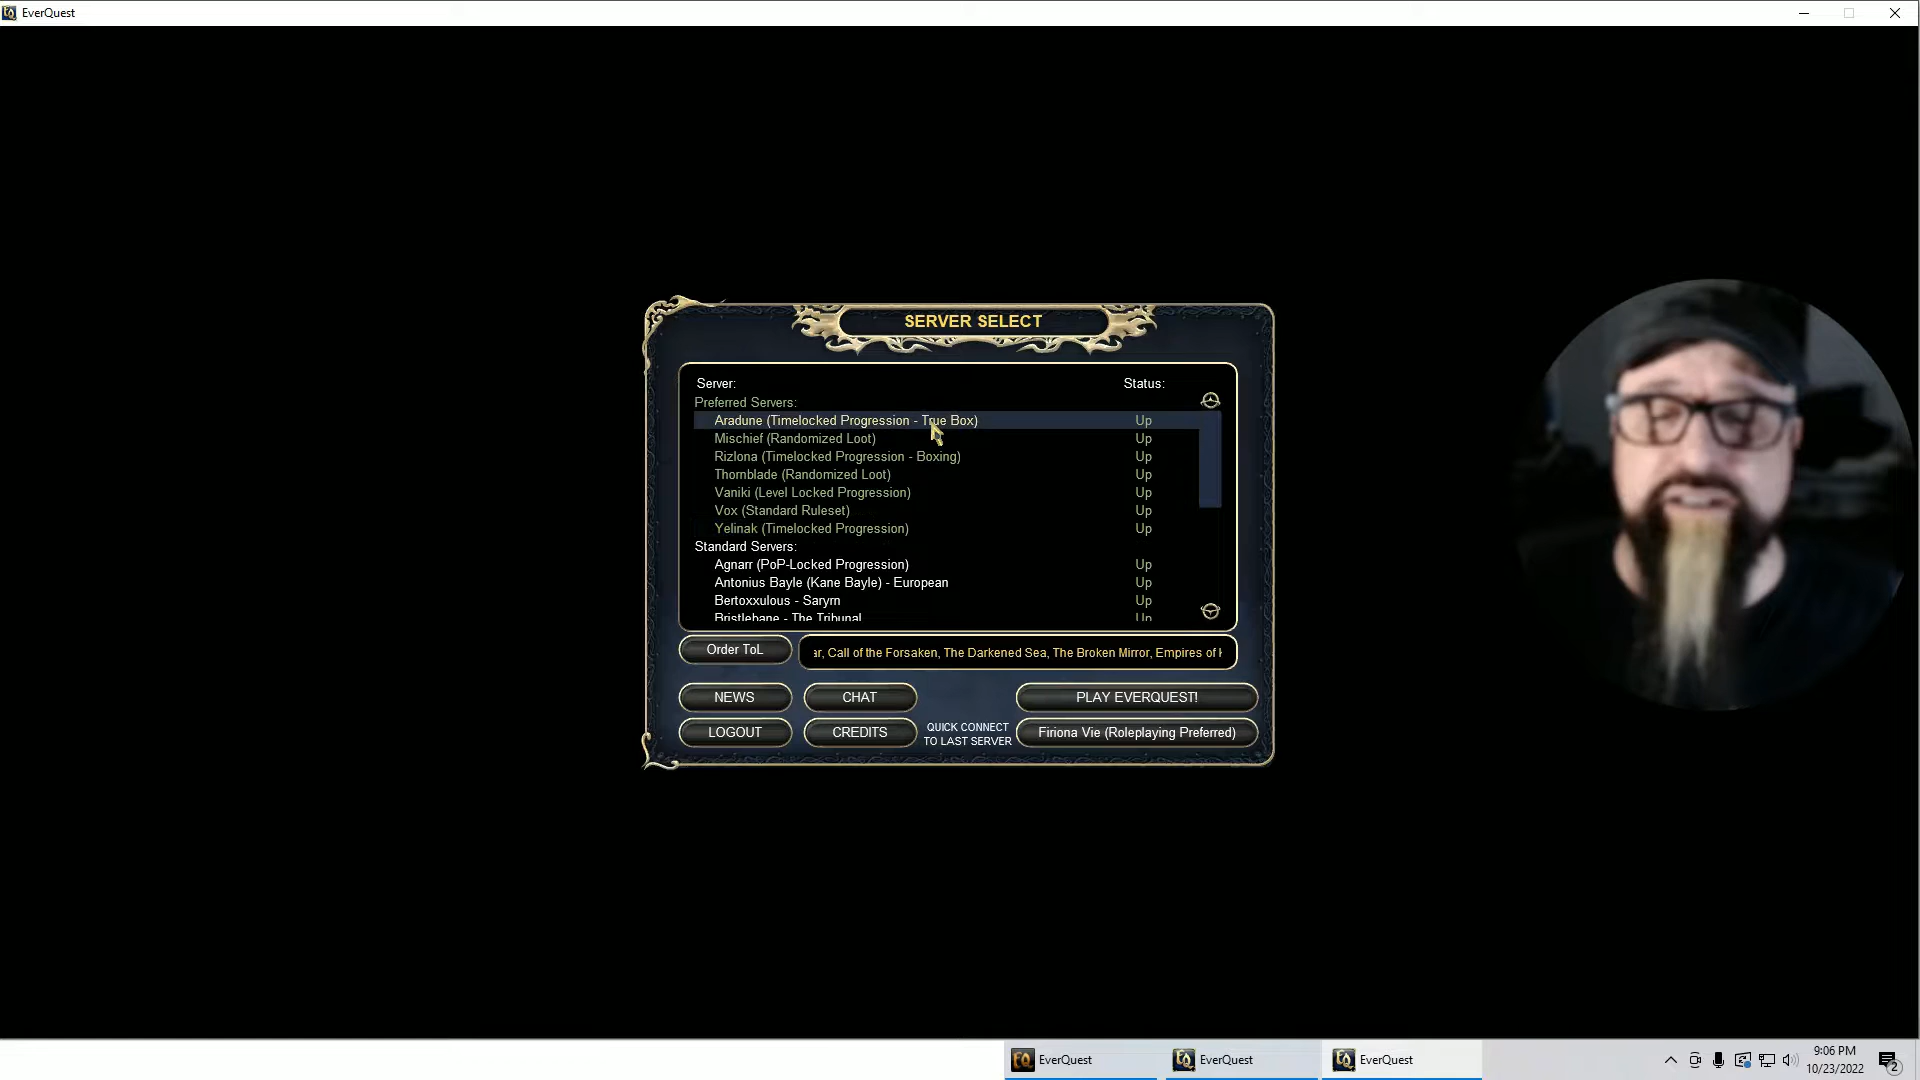 EverQuest
SERVER SELECT
Server: Status:
Preferred Servers:
Aradune (Timelocked Progression - True Box) Up
Mischief (Randomized Loot) Up
Rizlona (Timelocked Progression - Boxing) Up
Thornblade (Randomized Loot) Up
Vaniki (Level Locked Progression) Up
Vox (Standard Ruleset) Up
Yelinak (Timelocked Progression) Up
Standard Servers:
Agnarr (PoP-Locked Progression) Up
Antonius Bayle (Kane Bayle) - European Up
Bertoxxulous - Saryrn Up
Bristlebane - The Tribunal Up
Order ToL
, Call of the Forsaken, The Darkened Sea, The Broken Mirror, Empires of
NEWS CHAT PLAY EVERQUEST!
LOGOUT CREDITS
QUICK CONNECT
TO LAST SERVER
Firiona Vie (Roleplaying Preferred)
EverQuest EverQuest EverQuest
9:06 PM
10/23/2022
2